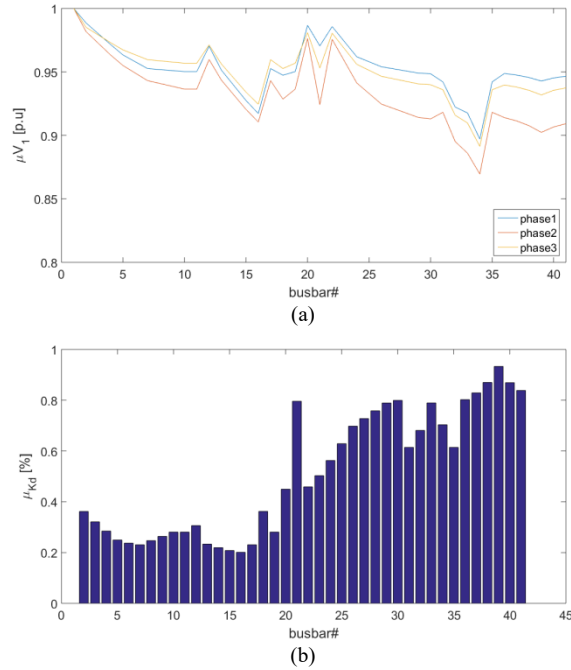 μV1 [p.u]
1
0.95
0.9
0.85
0.8
0 5 10 15 20 25 30 35 40
phase1
phase2
phase3
busbar#
(a)
μKd [%]
1
0.8
0.6
0.4
0.2
0
0 5 10 15 20 25 30 35 40 45
busbar#
(b)